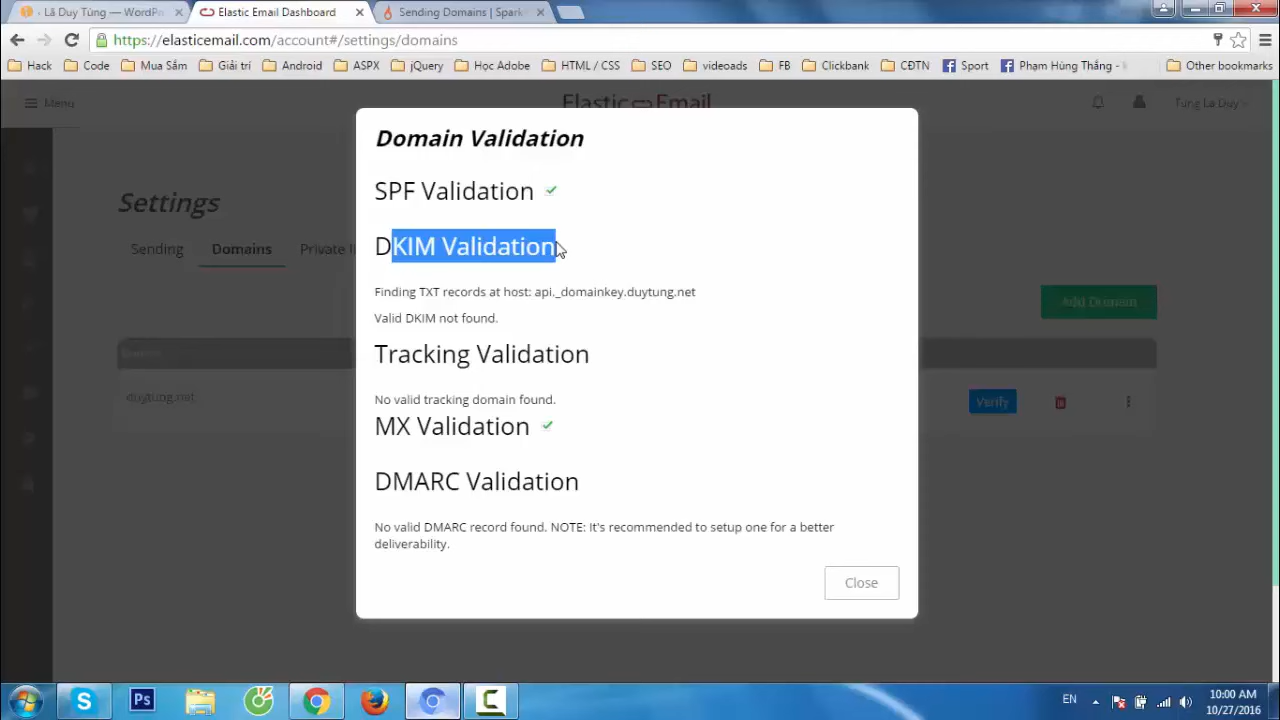 - Lã Duy Tùng — WordPr
Elastic Email Dashboard
Sending Domains | Spark
https://elasticemail.com/account#/settings/domains
Hack
Code
Mua Sắm
Giải trí
Android
ASPX
jQuery
Học Adobe
HTML / CSS
SEO
videoads
FB
Clickbank
CĐTN
Sport
Phạm Hùng Thắng -
Other bookmarks
Menu
Elastic Email
Tung La Duy
Settings
Sending
Domains
Private I
Add Domain
Domain
duytung.net
Verify
Domain Validation
SPF Validation
DKIM Validation
Finding TXT records at host: api._domainkey.duytung.net
Valid DKIM not found.
Tracking Validation
No valid tracking domain found.
MX Validation
DMARC Validation
No valid DMARC record found. NOTE: It's recommended to setup one for a better
deliverability.
Close
Ps
EN
10:00 AM
10/27/2016